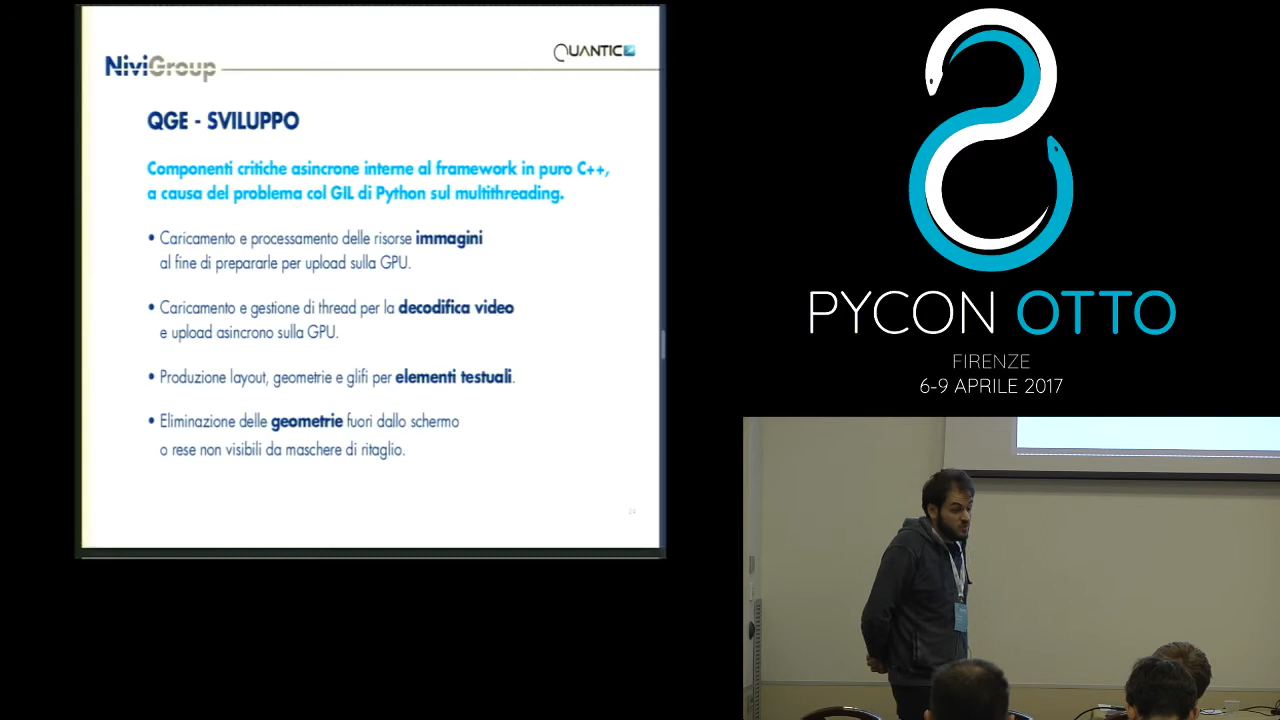 NiviGroup
QUANTIC
QGE - SVILUPPO
Componenti critiche asincrone interne al framework in puro C++,
a causa del problema col GIL di Python sul multithreading.
• Caricamento e processamento delle risorse immagini
al fine di prepararle per upload sulla GPU.
• Caricamento e gestione di thread per la decodifica video
e upload asincrono sulla GPU.
• Produzione layout, geometrie e glifi per elementi testuali.
• Eliminazione delle geometrie fuori dallo schermo
o rese non visibili da maschere di ritaglio.
PYCON OTTO
FIRENZE
6-9 APRILE 2017